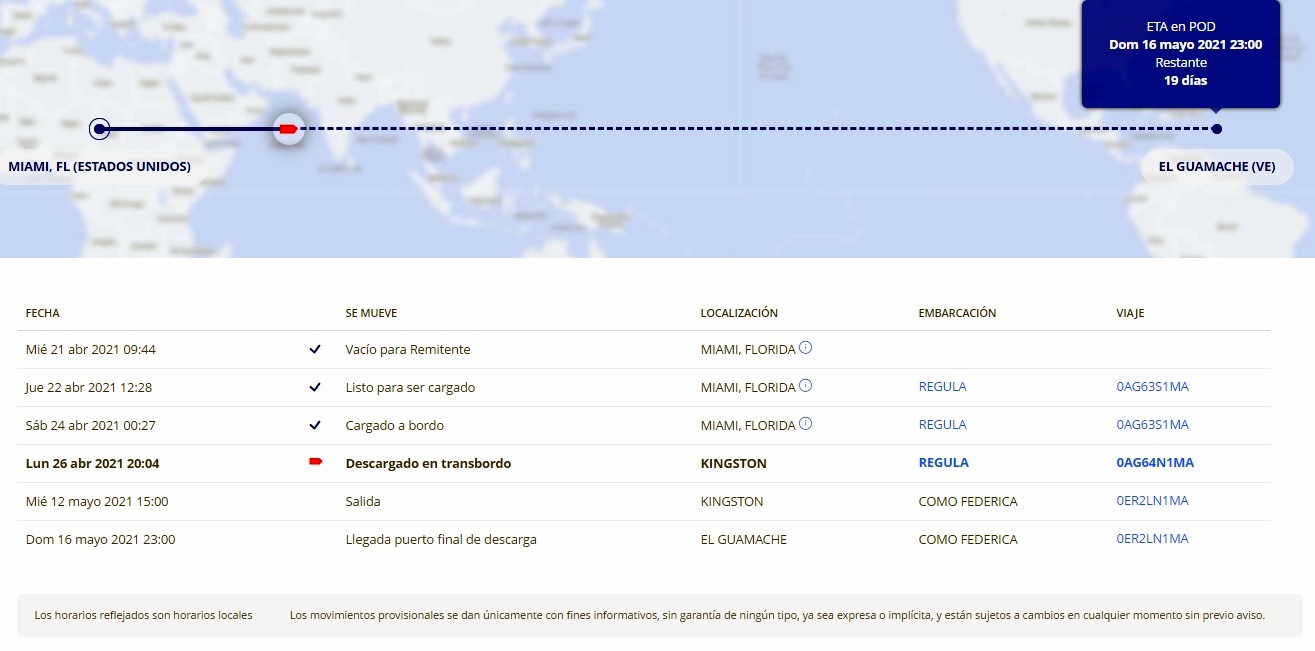 ETA en POD
Dom 16 mayo 2021 23:00
Restante
19 días
MIAMI, FL (ESTADOS UNIDOS)
EL GUAMACHE (VE)
FECHA SE MUEVE LOCALIZACIÓN EMBARCACIÓN VIAJE
Mié 21 abr 2021 09:44 Vacío para Remitente MIAMI, FLORIDA
Jue 22 abr 2021 12:28 Listo para ser cargado MIAMI, FLORIDA REGULA 0AG63S1MA
Sáb 24 abr 2021 00:27 Cargado a bordo MIAMI, FLORIDA REGULA 0AG63S1MA
Lun 26 abr 2021 20:04 Descargado en transbordo KINGSTON REGULA 0AG64N1MA
Mié 12 mayo 2021 15:00 Salida KINGSTON COMO FEDERICA 0ER2LN1MA
Dom 16 mayo 2021 23:00 Llegada puerto final de descarga EL GUAMACHE COMO FEDERICA 0ER2LN1MA
Los horarios reflejados son horarios locales Los movimientos provisionales se dan únicamente con fines informativos, sin garantía de ningún tipo, ya sea expresa o implícita, y están sujetos a cambios en cualquier momento sin previo aviso.